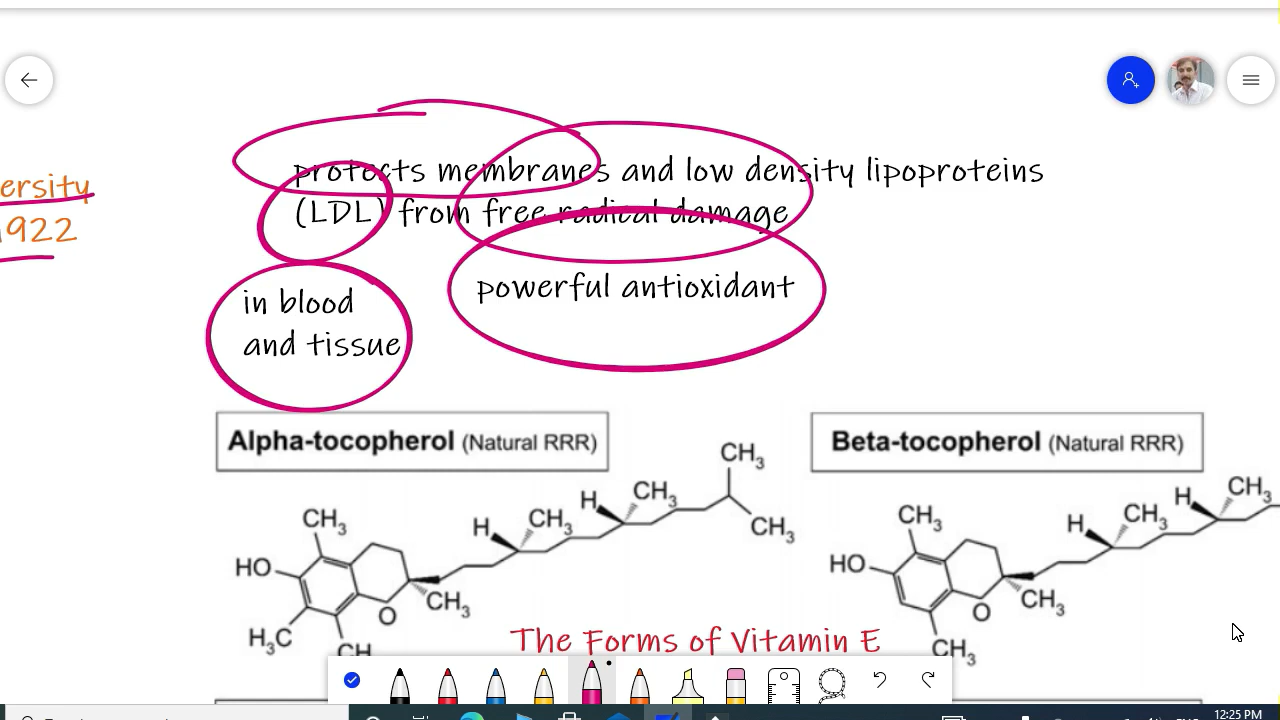 ersity
1922
protects membranes and low density lipoproteins
(LDL) from free radical damage
powerful antioxidant
in blood
and tissue
Alpha-tocopherol (Natural RRR)
CH3
H
CH3
H
CH3
CH3
CH3
HO
O
CH3
H3C
CH
Beta-tocopherol (Natural RRR)
CH3
H
CH3
H
CH3
HO
O
CH3
CH3
The Forms of Vitamin E
12:25 PM